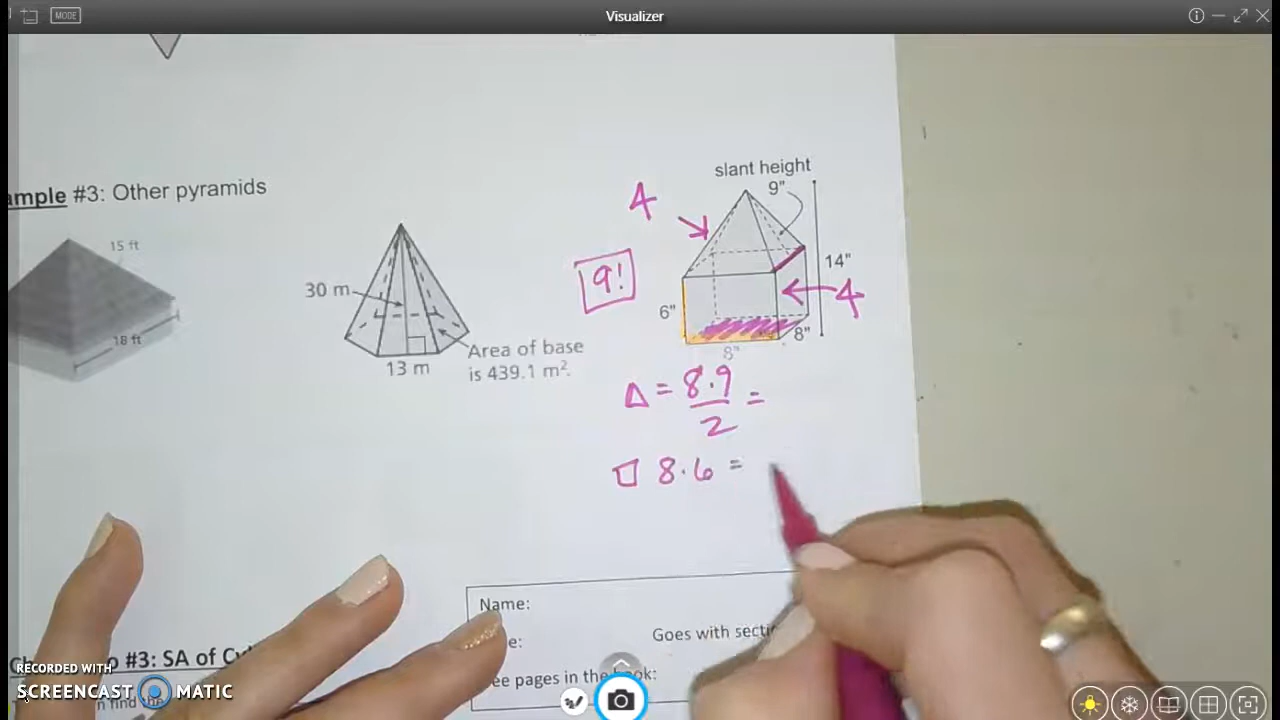 MODE
Visualizer
ample #3: Other pyramids
15 ft
18 ft
30 m
13 m
Area of base
is 439.1 m².
slant height
9"
4
9!
14"
4
6"
8"
8"
Δ = 8·9 / 2 =
□ 8·6 =
Name:
Goes with secti
ee pages in the book:
p #3: SA of Cy
n find the
RECORDED WITH
SCREENCAST MATIC